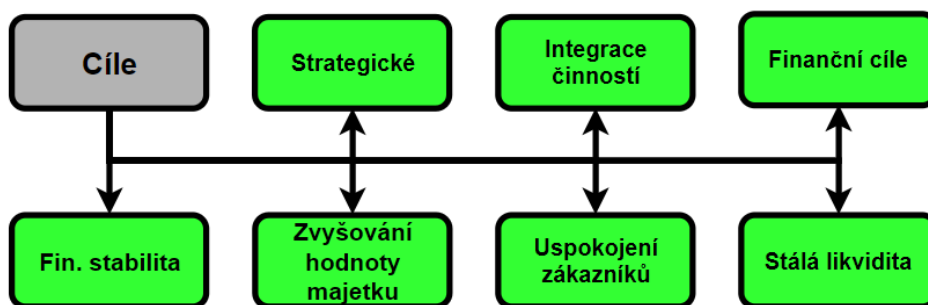 Cíle
Strategické
Integrace
činností
Finanční cíle
Fin. stabilita
Zvyšování
hodnoty
majetku
Uspokojení
zákazníků
Stálá likvidita